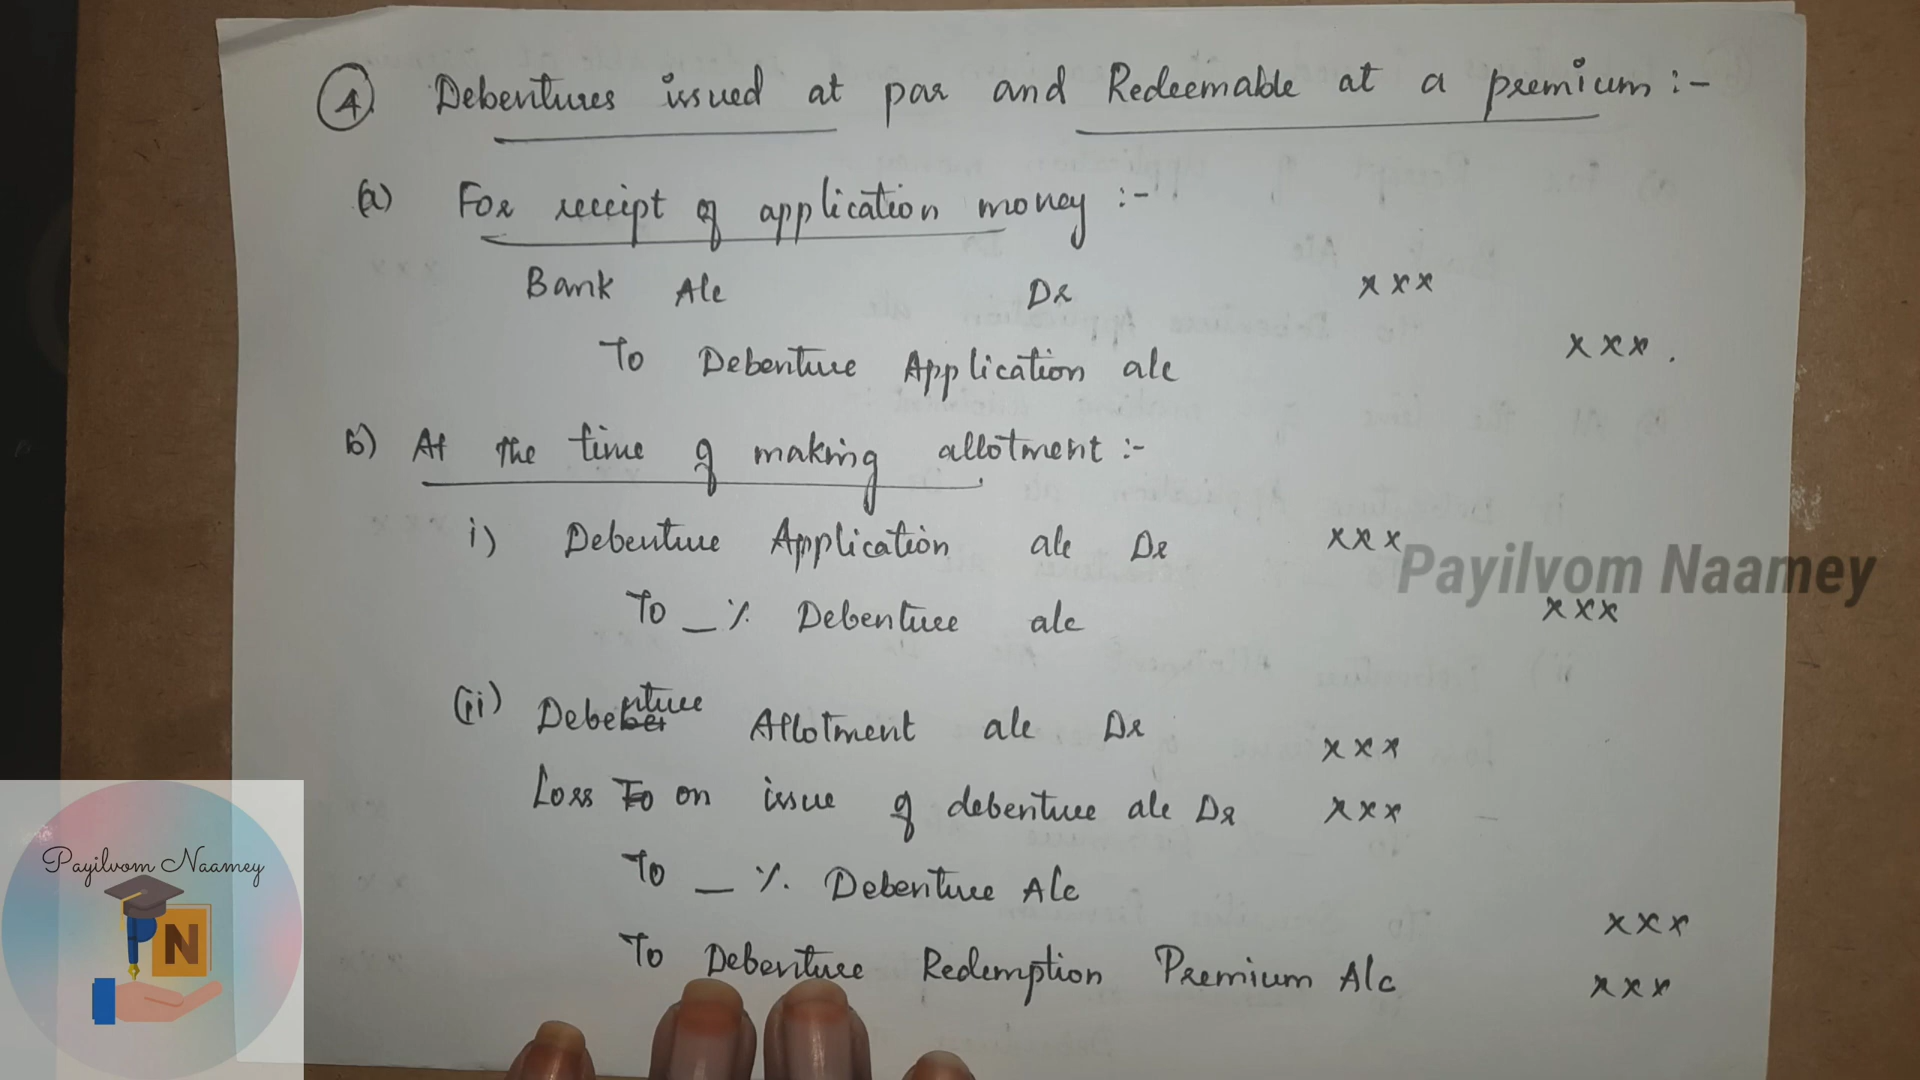 4. Debentures issued at par and Redeemable at a premium :-
(a) For receipt of application money :-
Bank A/c Dr xxx
To Debenture Application a/c xxx.
b) At the time of making allotment :-
i) Debenture Application a/c Dr xxx
To _ % Debenture a/c xxx
(ii) Debenture Allotment a/c Dr xxx
Loss To on issue of debenture a/c Dr xxx
To _ %. Debenture A/c xxx
To Debenture Redemption Premium A/c xxx
Payilvom Naamey
Payilvom Naamey
PN